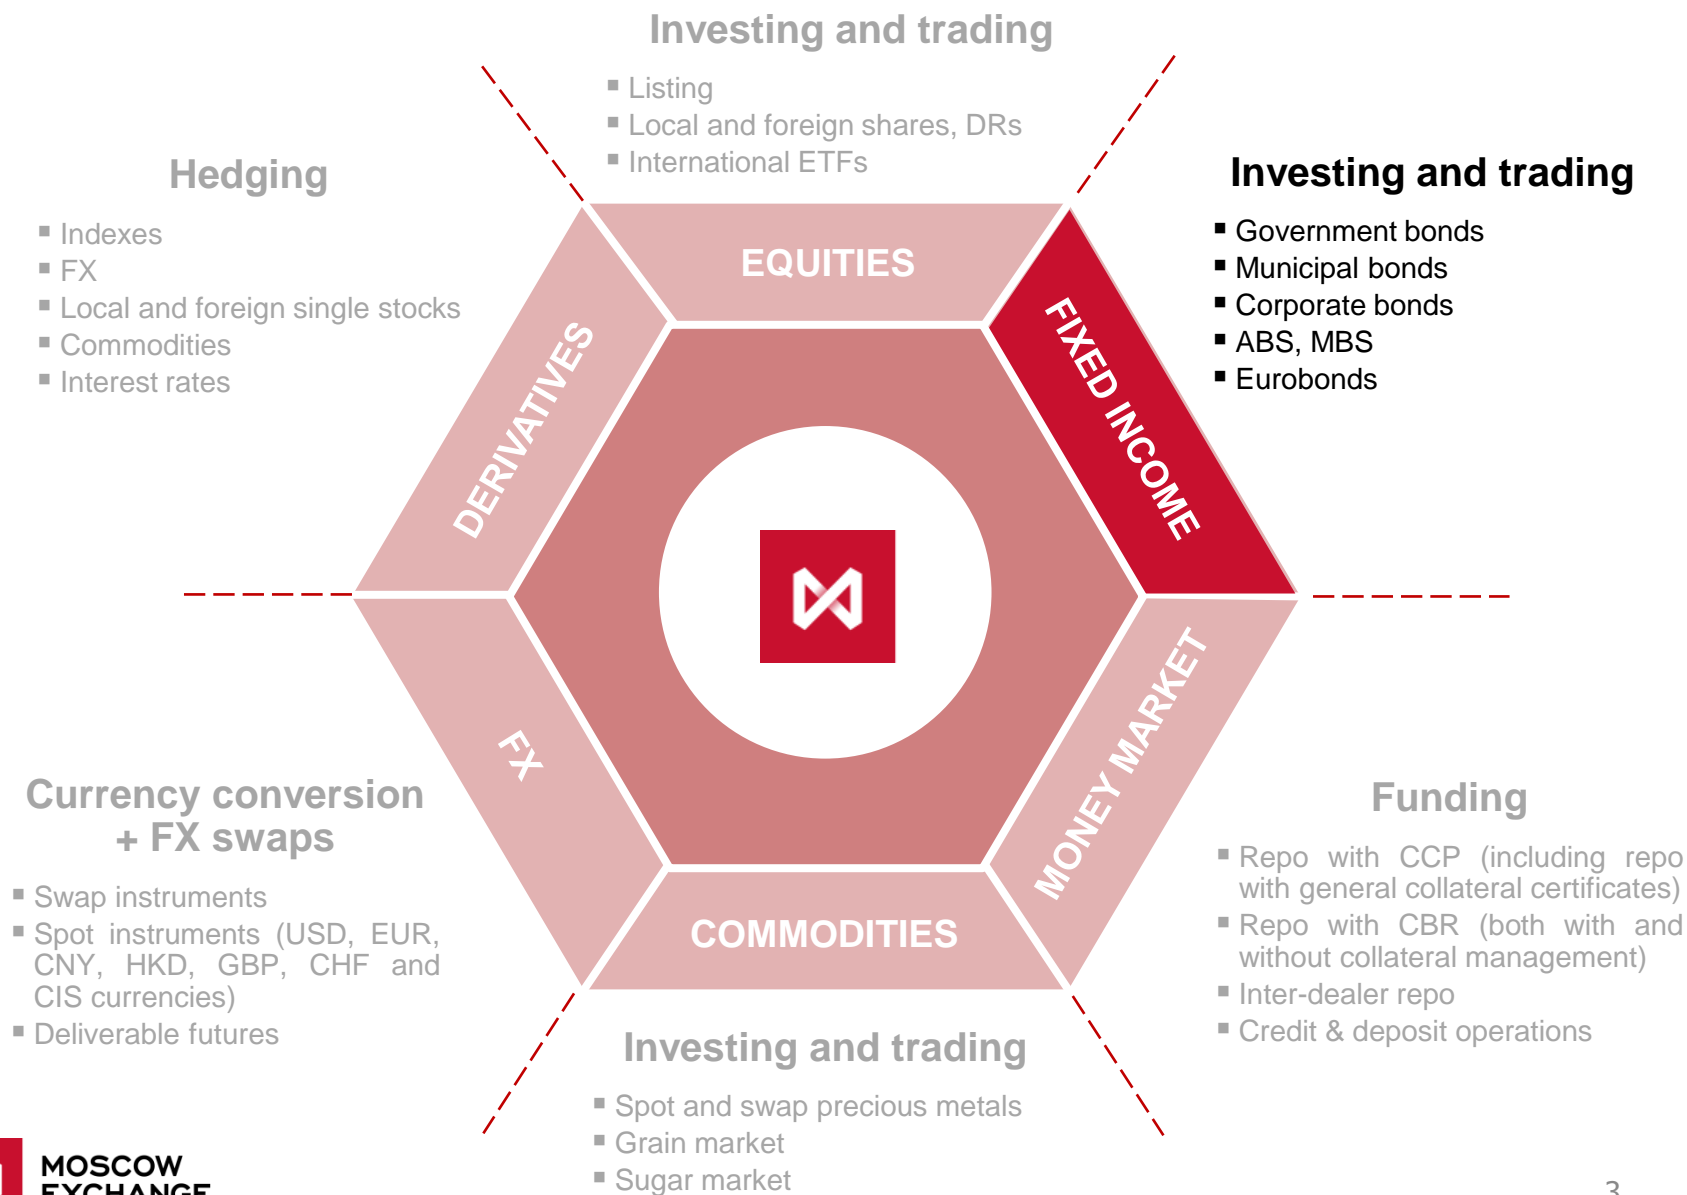 Investing and trading
▪ Listing
▪ Local and foreign shares, DRs
▪ International ETFs
Hedging
▪ Indexes
▪ FX
▪ Local and foreign single stocks
▪ Commodities
▪ Interest rates
Investing and trading
▪ Government bonds
▪ Municipal bonds
▪ Corporate bonds
▪ ABS, MBS
▪ Eurobonds
EQUITIES
FIXED INCOME
DERIVATIVES
FX
MONEY MARKET
COMMODITIES
Currency conversion
+ FX swaps
▪ Swap instruments
▪ Spot instruments (USD, EUR,
CNY, HKD, GBP, CHF and
CIS currencies)
▪ Deliverable futures
Funding
▪ Repo with CCP (including repo
with general collateral certificates)
▪ Repo with CBR (both with and
without collateral management)
▪ Inter-dealer repo
▪ Credit & deposit operations
Investing and trading
▪ Spot and swap precious metals
▪ Grain market
▪ Sugar market
MOSCOW
EXCHANGE
3